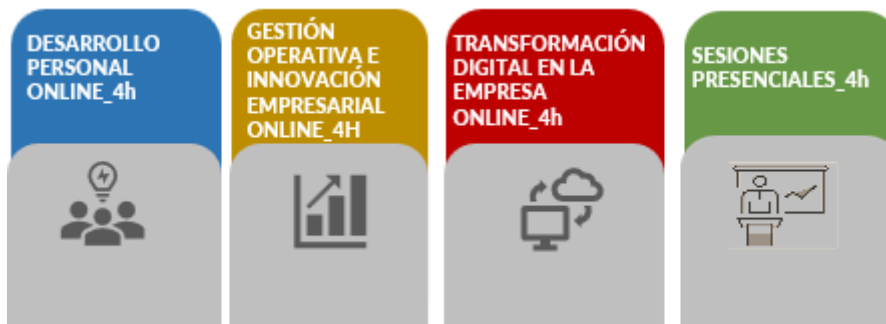 DESARROLLO
PERSONAL
ONLINE_4h
GESTIÓN
OPERATIVA E
INNOVACIÓN
EMPRESARIAL
ONLINE_4H
TRANSFORMACIÓN
DIGITAL EN LA
EMPRESA
ONLINE_4h
SESIONES
PRESENCIALES_4h